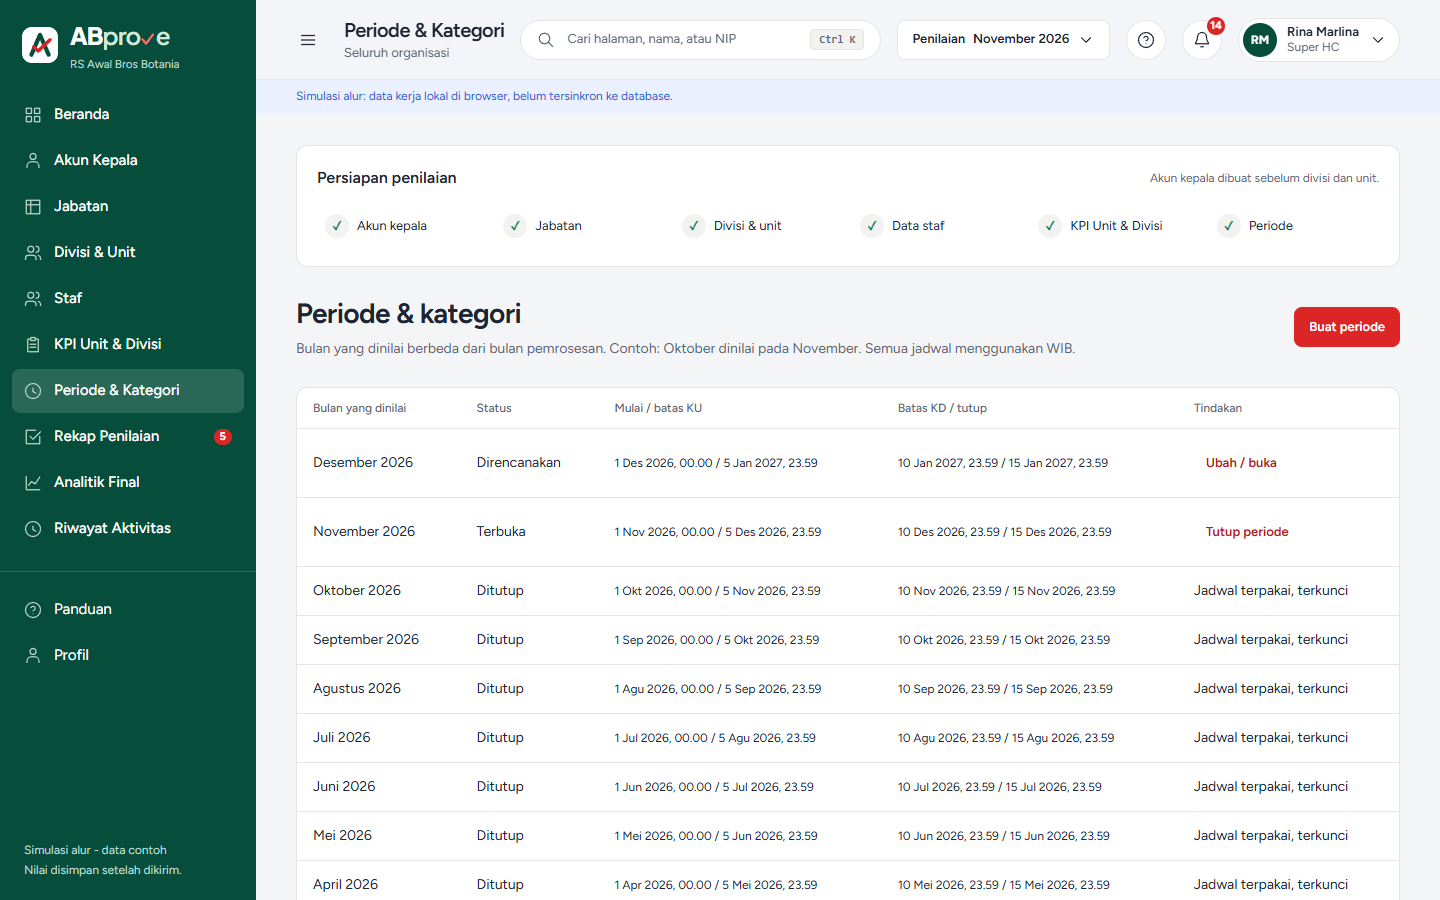 ABprove
RS Awal Bros Botania
Beranda
Akun Kepala
Jabatan
Divisi & Unit
Staf
KPI Unit & Divisi
Periode & Kategori
Rekap Penilaian 5
Analitik Final
Riwayat Aktivitas
Panduan
Profil
Simulasi alur - data contoh
Nilai disimpan setelah dikirim.
Periode & Kategori
Seluruh organisasi
Cari halaman, nama, atau NIP Ctrl K
Penilaian November 2026
14
RM
Rina Marlina
Super HC
Simulasi alur: data kerja lokal di browser, belum tersinkron ke database.
Persiapan penilaian
Akun kepala dibuat sebelum divisi dan unit.
✓ Akun kepala ✓ Jabatan ✓ Divisi & unit ✓ Data staf ✓ KPI Unit & Divisi ✓ Periode
Periode & kategori
Bulan yang dinilai berbeda dari bulan pemrosesan. Contoh: Oktober dinilai pada November. Semua jadwal menggunakan WIB.
Buat periode
Bulan yang dinilai Status Mulai / batas KU Batas KD / tutup Tindakan
Desember 2026 Direncanakan 1 Des 2026, 00.00 / 5 Jan 2027, 23.59 10 Jan 2027, 23.59 / 15 Jan 2027, 23.59 Ubah / buka
November 2026 Terbuka 1 Nov 2026, 00.00 / 5 Des 2026, 23.59 10 Des 2026, 23.59 / 15 Des 2026, 23.59 Tutup periode
Oktober 2026 Ditutup 1 Okt 2026, 00.00 / 5 Nov 2026, 23.59 10 Nov 2026, 23.59 / 15 Nov 2026, 23.59 Jadwal terpakai, terkunci
September 2026 Ditutup 1 Sep 2026, 00.00 / 5 Okt 2026, 23.59 10 Okt 2026, 23.59 / 15 Okt 2026, 23.59 Jadwal terpakai, terkunci
Agustus 2026 Ditutup 1 Agu 2026, 00.00 / 5 Sep 2026, 23.59 10 Sep 2026, 23.59 / 15 Sep 2026, 23.59 Jadwal terpakai, terkunci
Juli 2026 Ditutup 1 Jul 2026, 00.00 / 5 Agu 2026, 23.59 10 Agu 2026, 23.59 / 15 Agu 2026, 23.59 Jadwal terpakai, terkunci
Juni 2026 Ditutup 1 Jun 2026, 00.00 / 5 Jul 2026, 23.59 10 Jul 2026, 23.59 / 15 Jul 2026, 23.59 Jadwal terpakai, terkunci
Mei 2026 Ditutup 1 Mei 2026, 00.00 / 5 Jun 2026, 23.59 10 Jun 2026, 23.59 / 15 Jun 2026, 23.59 Jadwal terpakai, terkunci
April 2026 Ditutup 1 Apr 2026, 00.00 / 5 Mei 2026, 23.59 10 Mei 2026, 23.59 / 15 Mei 2026, 23.59 Jadwal terpakai, terkunci